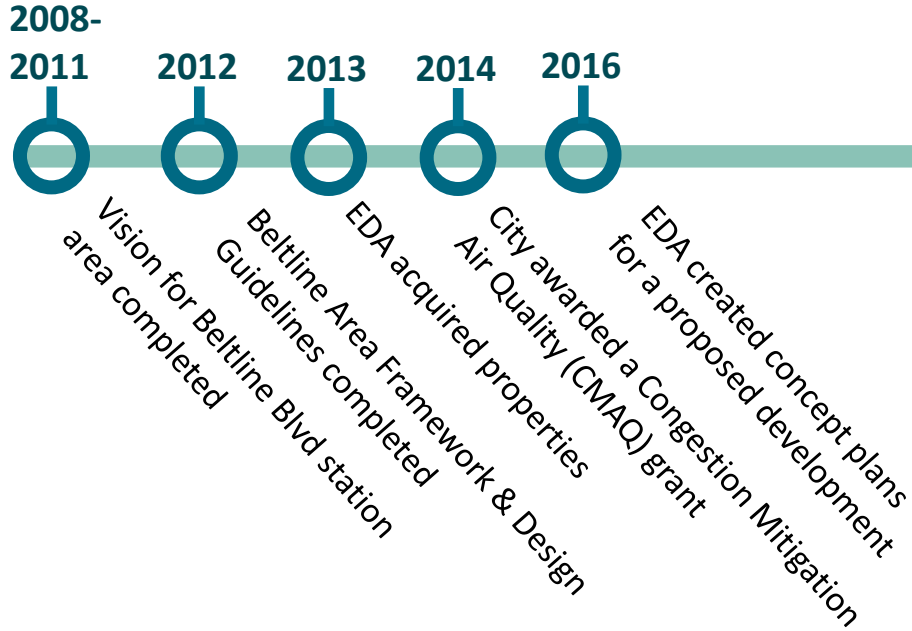 2008-
2011
2012
2013
2014
2016
Vision for Beltline Blvd station
area completed
Beltline Area Framework & Design
Guidelines completed
EDA acquired properties
City awarded a Congestion Mitigation
Air Quality (CMAQ) grant
EDA created concept plans
for a proposed development